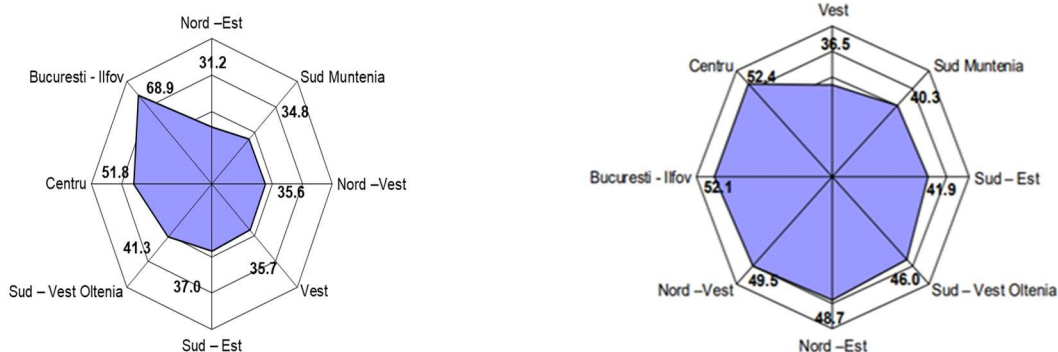 Nord –Est
31.2
Bucuresti - Ilfov
68.9
Sud Muntenia
34.8
Centru
51.8
35.6
Nord –Vest
41.3
35.7
Sud – Vest Oltenia
37.0
Vest
Sud – Est
Vest
36.5
Centru
52.4
Sud Muntenia
40.3
Bucuresti - Ilfov
52.1
41.9
Sud – Est
Nord –Vest
49.5
46.0
Sud – Vest Oltenia
48.7
Nord –Est